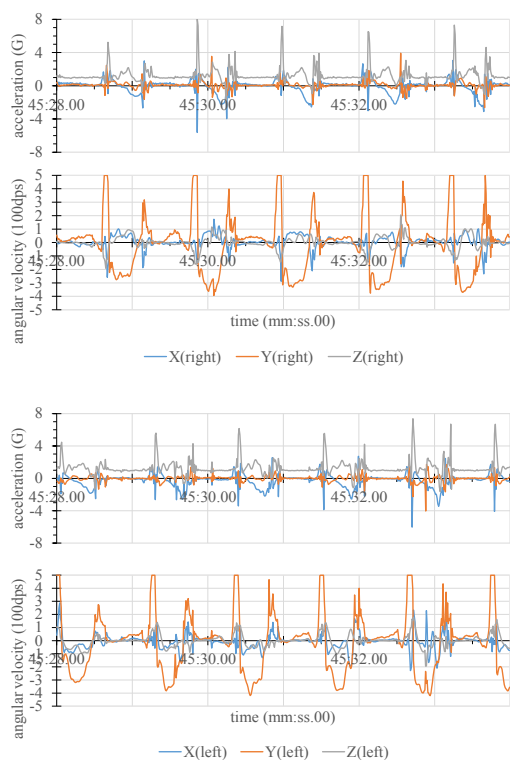 acceleration (G)
8
4
0
-4
-8
45:28.00 45:30.00 45:32.00
angular velocity (100dps)
5
4
3
2
1
0
-1
-2
-3
-4
-5
45:28.00 45:30.00 45:32.00
time (mm:ss.00)
X(right) Y(right) Z(right)
acceleration (G)
8
4
0
-4
-8
45:28.00 45:30.00 45:32.00
angular velocity (100dps)
5
4
3
2
1
0
-1
-2
-3
-4
-5
45:28.00 45:30.00 45:32.00
time (mm:ss.00)
X(left) Y(left) Z(left)